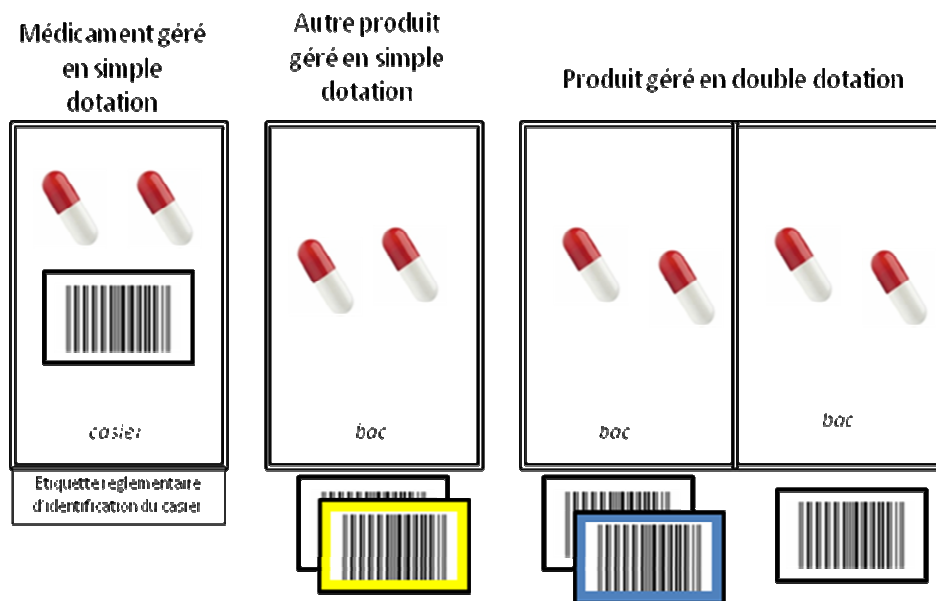 Médicament géré
en simple
dotation
Autre produit
géré en simple
dotation
Produit géré en double dotation
casier
bac
bac
bac
Etiquette réglementaire
d'identification du casier